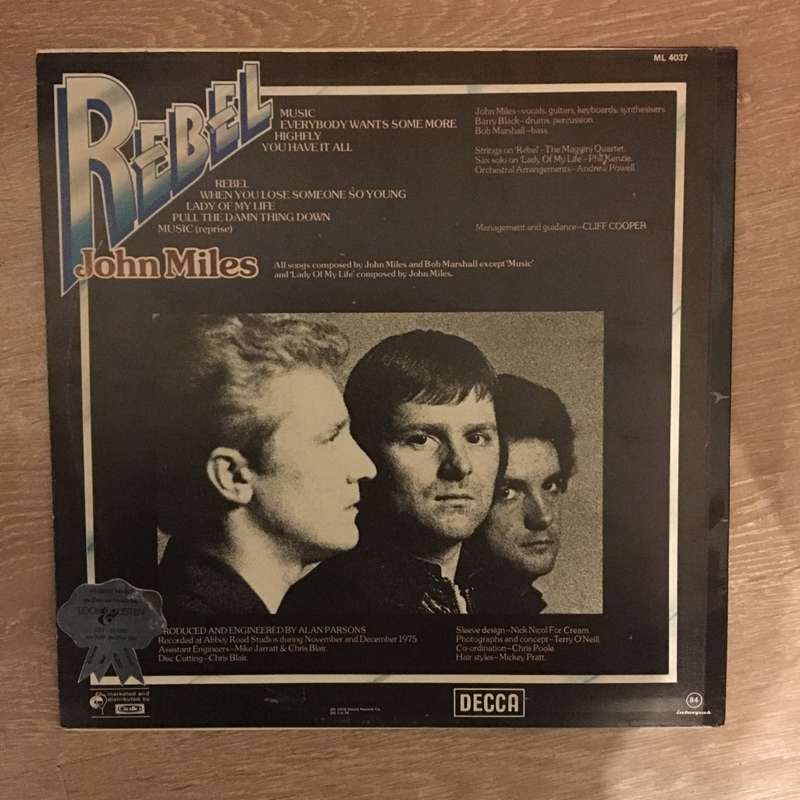 ML 4037
REBEL
John Miles
MUSIC
EVERYBODY WANTS SOME MORE
HIGHFLY
YOU HAVE IT ALL
REBEL
WHEN YOU LOSE SOMEONE SO YOUNG
LADY OF MY LIFE
PULL THE DAMN THING DOWN
MUSIC (reprise)
John Miles–vocals, guitars, keyboards, synthesisers
Barry Black–drums, percussion.
Bob Marshall–bass.
Strings on 'Rebel'–The Maggini Quartet.
Sax solo on 'Lady Of My Life'–Phil Kenzie.
Orchestral Arrangements–Andrew Powell
Management and guidance–CLIFF COOPER
All songs composed by John Miles and Bob Marshall except 'Music'
and 'Lady Of My Life' composed by John Miles.
LOOK & LISTEN
PRODUCED AND ENGINEERED BY ALAN PARSONS
Recorded at Abbey Road Studios during November and December 1975.
Assistant Engineers–Mike Jarratt & Chris Blair.
Disc Cutting–Chris Blair.
Sleeve design–Nick Nicol For Cream.
Photographs and concept–Terry O'Neill.
Co-ordination–Chris Poole.
Hair styles–Mickey Pratt.
marketed and
distributed by
Gallo
DECCA
84
interpak